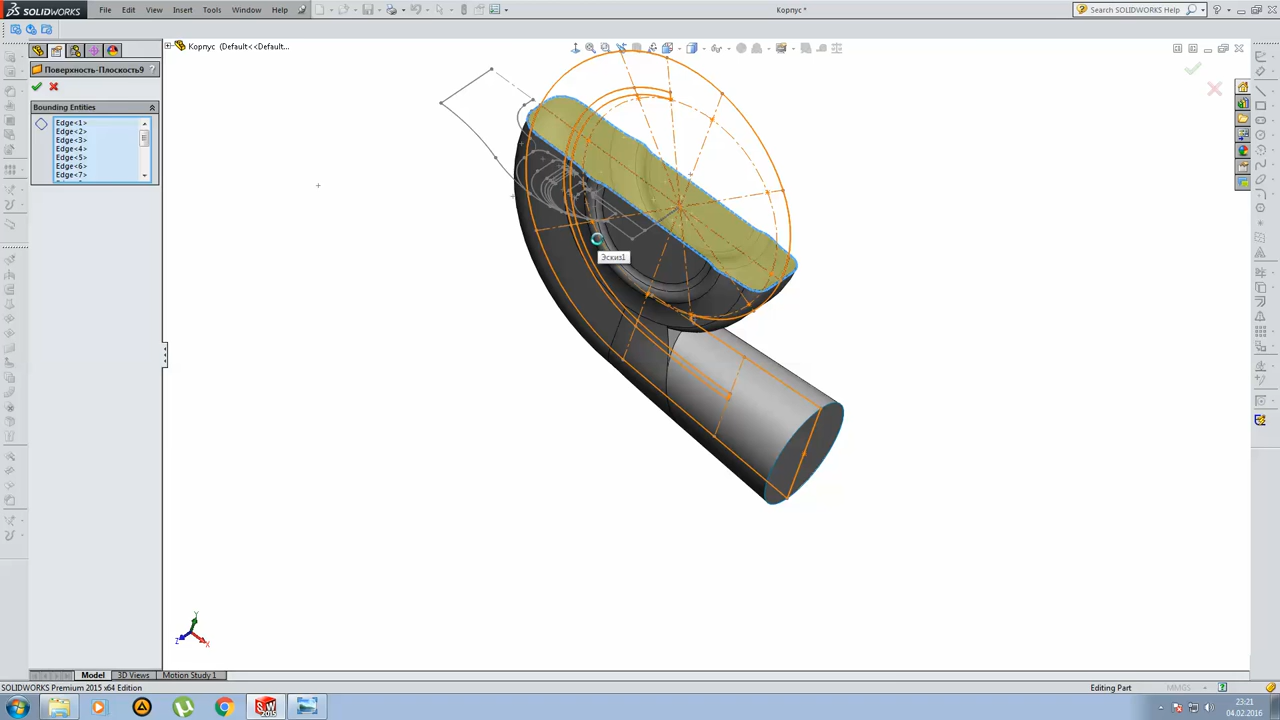 SOLIDWORKS
File Edit View Insert Tools Window Help
Корпус *
Search SOLIDWORKS Help
Поверхность-Плоскость9 ?
Корпус (Default<<Default...
Bounding Entities
Edge<1>
Edge<2>
Edge<3>
Edge<4>
Edge<5>
Edge<6>
Edge<7>
Эскиз1
Y
Z
X
Model 3D Views Motion Study 1
SOLIDWORKS Premium 2015 x64 Edition
Editing Part
MMGS
23:21
04.02.2016